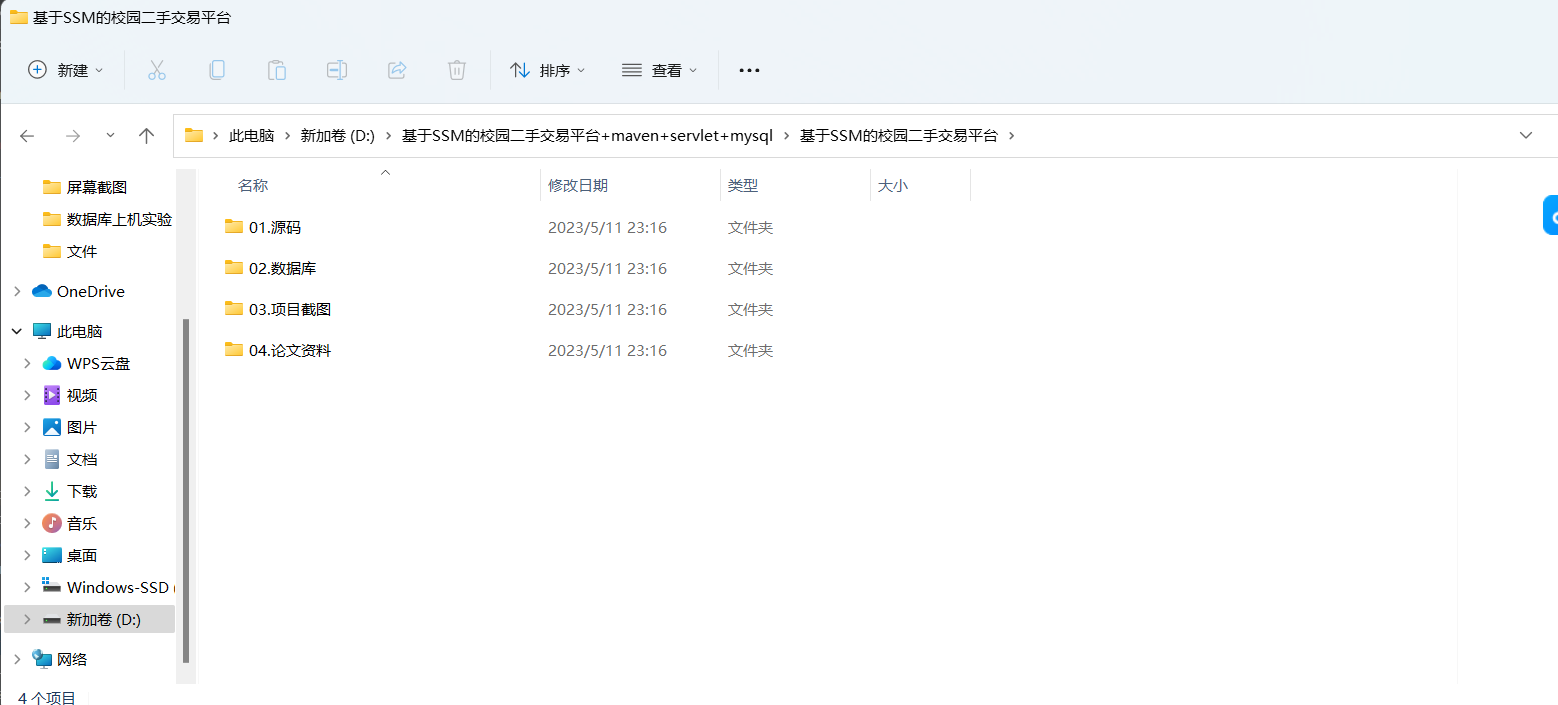 基于SSM的校园二手交易平台
新建 排序 查看
此电脑 新加卷 (D:) 基于SSM的校园二手交易平台+maven+servlet+mysql 基于SSM的校园二手交易平台
名称 修改日期 类型 大小
01.源码 2023/5/11 23:16 文件夹
02.数据库 2023/5/11 23:16 文件夹
03.项目截图 2023/5/11 23:16 文件夹
04.论文资料 2023/5/11 23:16 文件夹
屏幕截图
数据库上机实验
文件
OneDrive
此电脑
WPS云盘
视频
图片
文档
下载
音乐
桌面
Windows-SSD (
新加卷 (D:)
网络
4 个项目